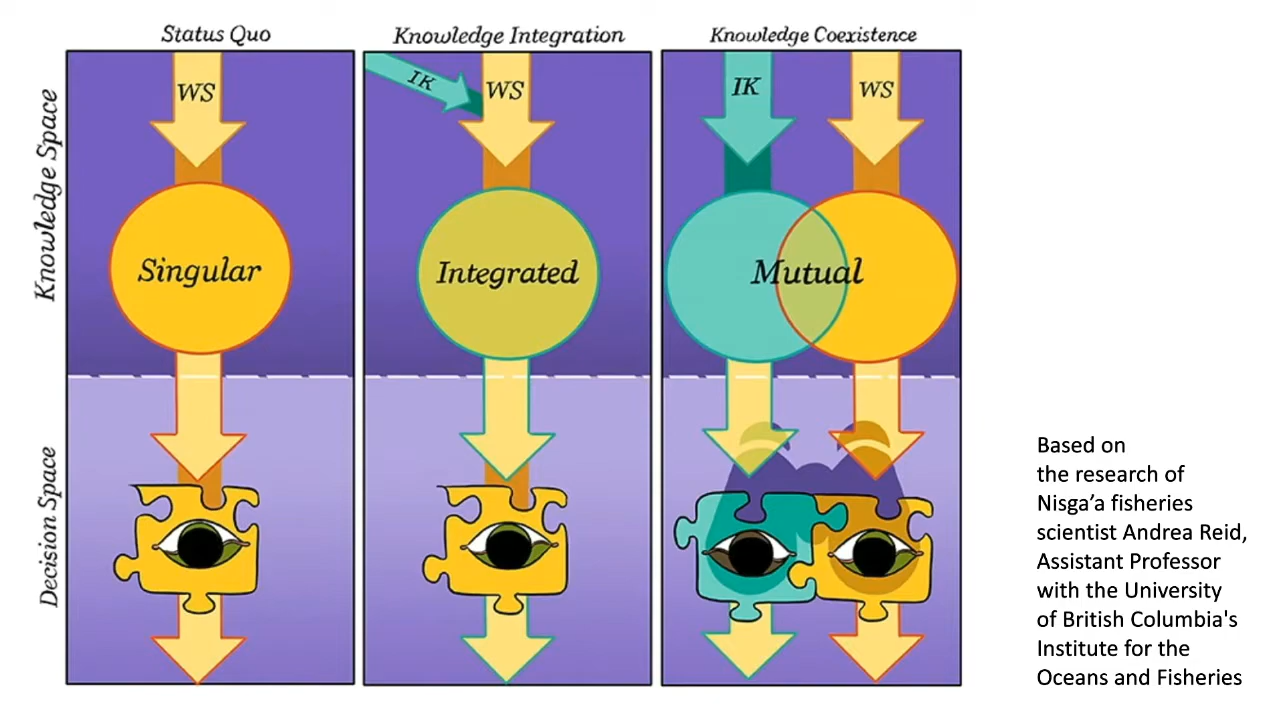 Status Quo
Knowledge Integration
Knowledge Coexistence
Knowledge Space
WS
IK
WS
IK
WS
Singular
Integrated
Mutual
Decision Space
Based on
the research of
Nisga’a fisheries
scientist Andrea Reid,
Assistant Professor
with the University
of British Columbia's
Institute for the
Oceans and Fisheries